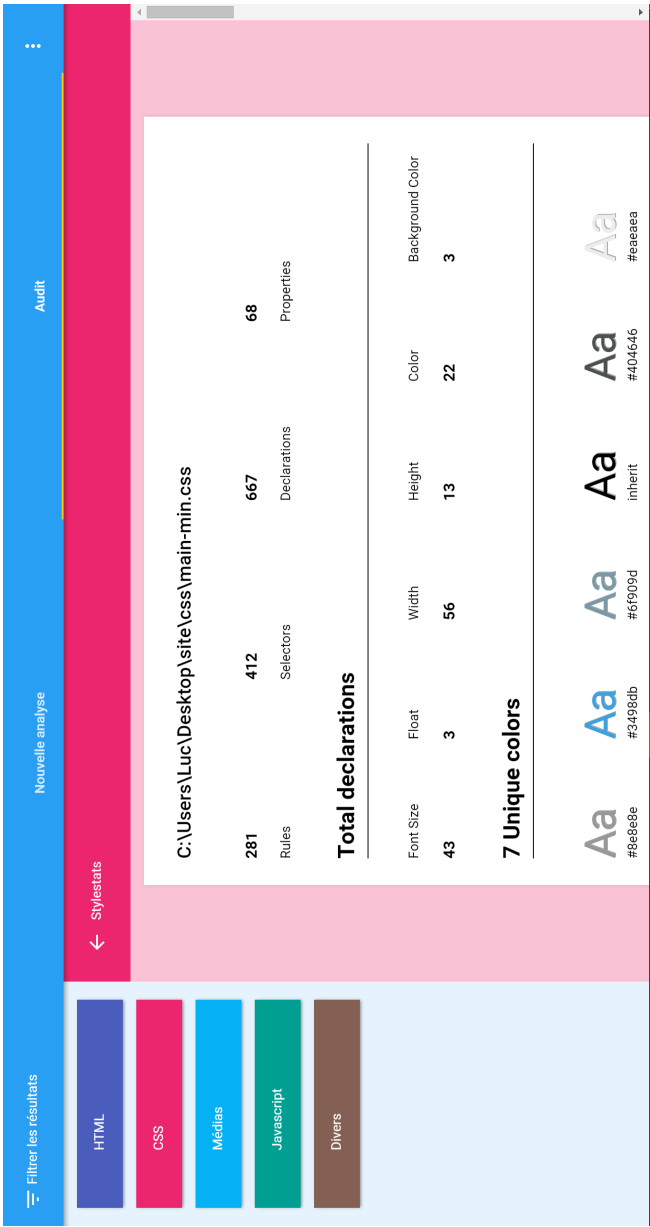 Filtrer les résultats
Nouvelle analyse
Audit
HTML
CSS
Médias
Javascript
Divers
Stylestats
C:\Users\Luc\Desktop\site\css\main-min.css
281 412 667 68
Rules Selectors Declarations Properties
Total declarations
Font Size Float Width Height Color Background Color
43 3 56 13 22 3
7 Unique colors
Aa Aa Aa Aa Aa Aa
#8e8e8e #3498db #6f909d inherit #404646 #eaeaea